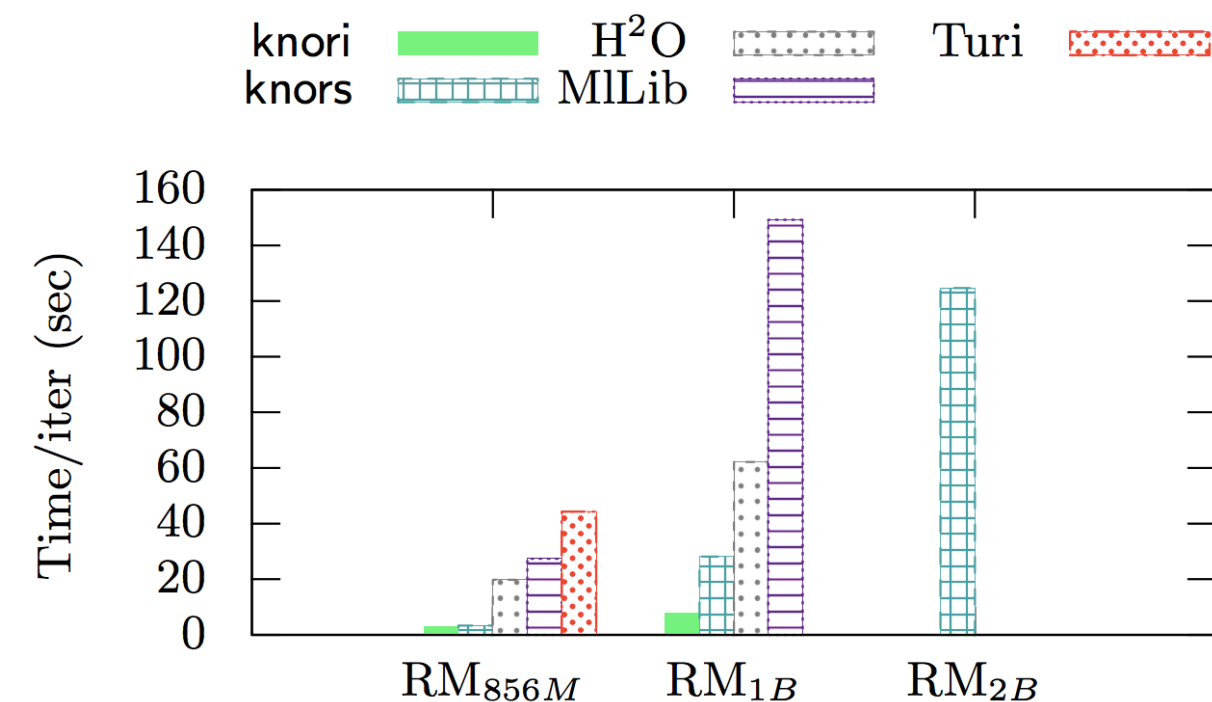 knori H²O Turi
knors MlLib
160
140
120
100
80
60
40
20
0
Time/iter (sec)
RM₈₅₆M RM₁B RM₂B